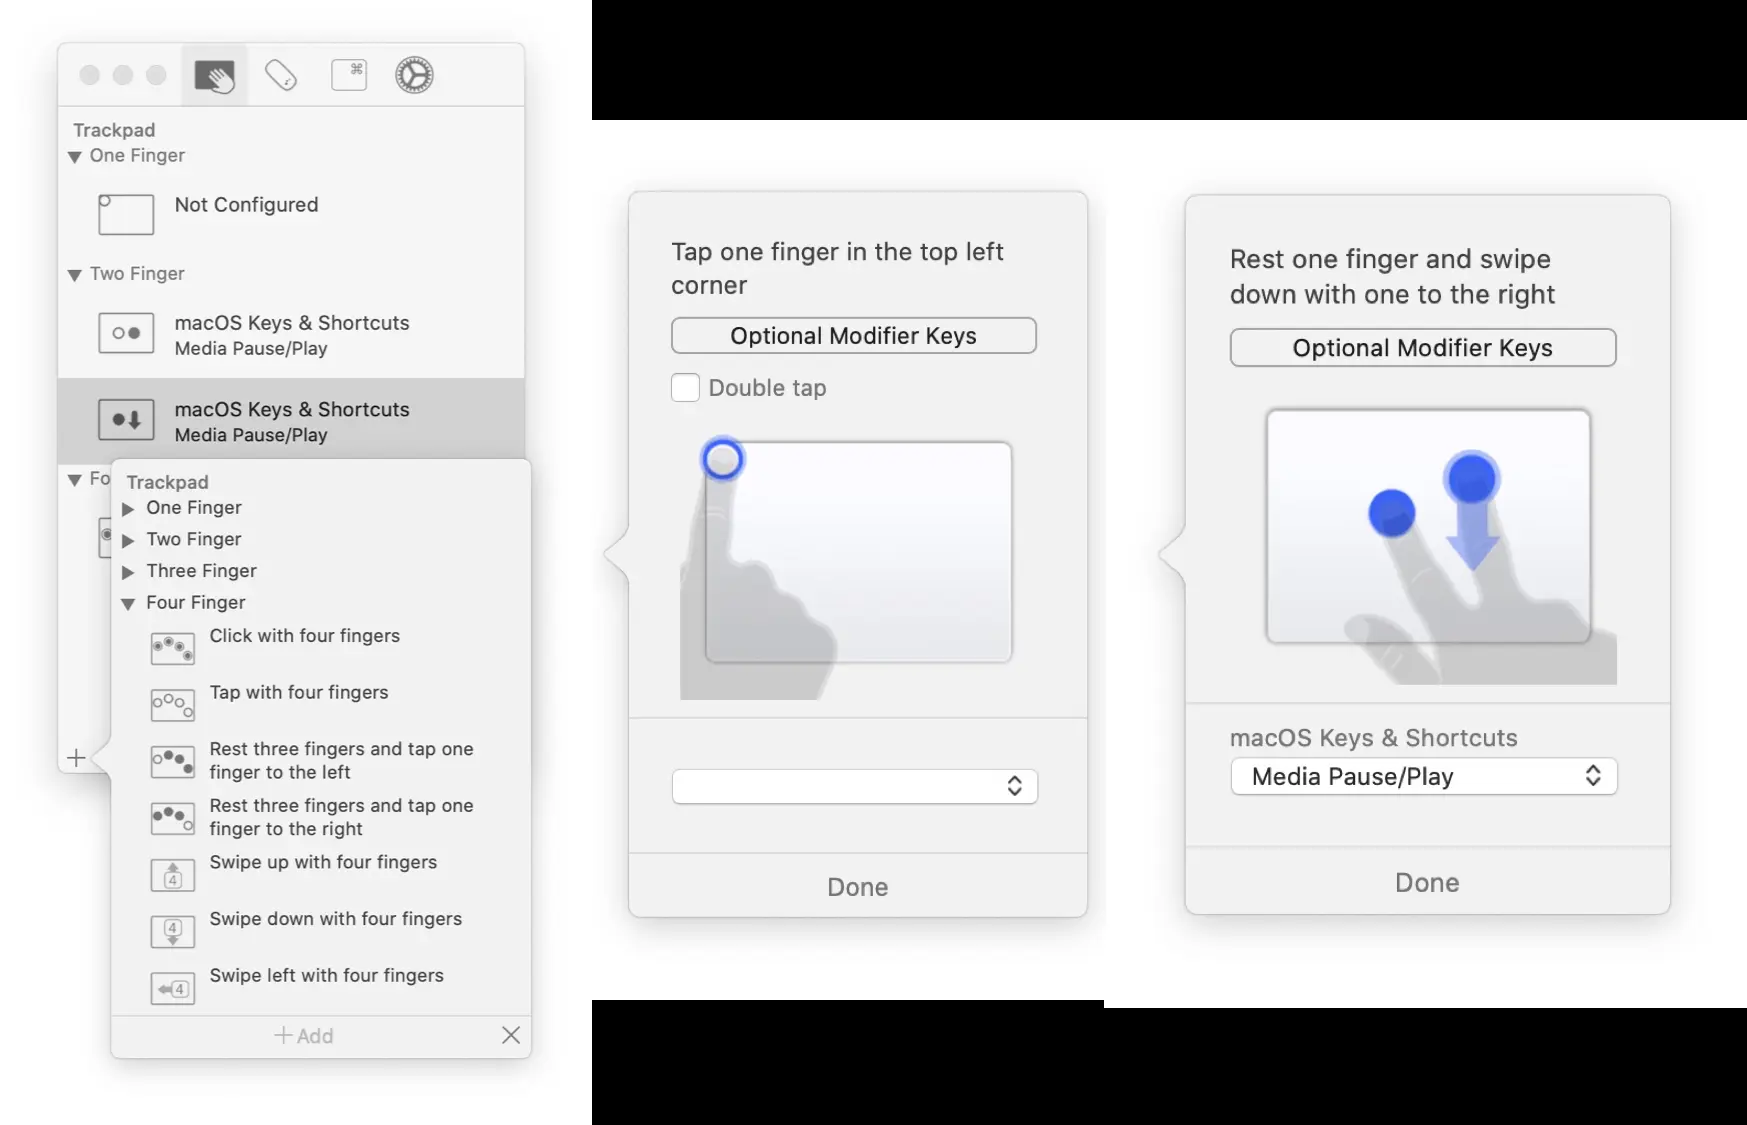 ⌘
Trackpad
One Finger
Not Configured
Two Finger
macOS Keys & Shortcuts
Media Pause/Play
macOS Keys & Shortcuts
Media Pause/Play
Fo
Trackpad
One Finger
Two Finger
Three Finger
Four Finger
Click with four fingers
Tap with four fingers
Rest three fingers and tap one
finger to the left
Rest three fingers and tap one
finger to the right
4
Swipe up with four fingers
4
Swipe down with four fingers
4
Swipe left with four fingers
+ Add
Tap one finger in the top left
corner
Optional Modifier Keys
Double tap
Done
Rest one finger and swipe
down with one to the right
Optional Modifier Keys
macOS Keys & Shortcuts
Media Pause/Play
Done